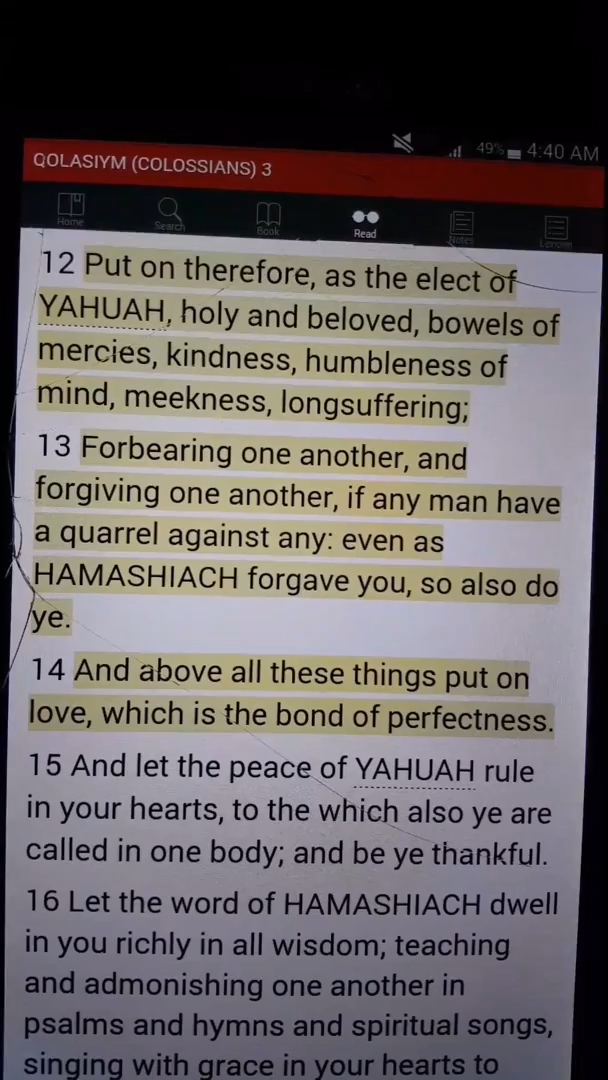 49% 4:40 AM
QOLASIYM (COLOSSIANS) 3
Home Search Book Read Notes Lexicon
12 Put on therefore, as the elect of
YAHUAH, holy and beloved, bowels of
mercies, kindness, humbleness of
mind, meekness, longsuffering;
13 Forbearing one another, and
forgiving one another, if any man have
a quarrel against any: even as
HAMASHIACH forgave you, so also do
ye.
14 And above all these things put on
love, which is the bond of perfectness.
15 And let the peace of YAHUAH rule
in your hearts, to the which also ye are
called in one body; and be ye thankful.
16 Let the word of HAMASHIACH dwell
in you richly in all wisdom; teaching
and admonishing one another in
psalms and hymns and spiritual songs,
singing with grace in your hearts to